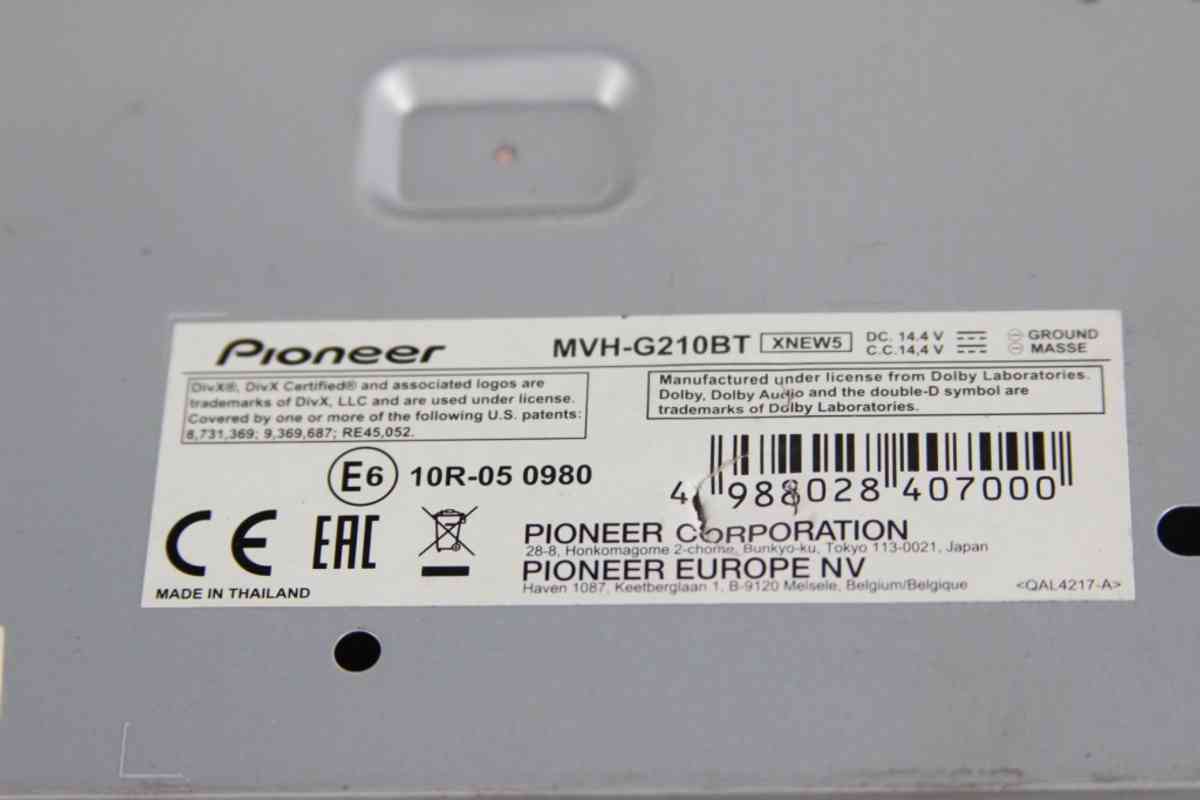 Pioneer MVH-G210BT XNEW5 DC. 14.4 V GROUND
C.C.14,4 V MASSE
DivX®, DivX Certified® and associated logos are
trademarks of DivX, LLC and are used under license.
Covered by one or more of the following U.S. patents:
8,731,369; 9,369,687; RE45,052.
Manufactured under license from Dolby Laboratories.
Dolby, Dolby Audio and the double-D symbol are
trademarks of Dolby Laboratories.
E6 10R-05 0980
4 988028 407000
CE EAC
PIONEER CORPORATION
28-8, Honkomagome 2-chome, Bunkyo-ku, Tokyo 113-0021, Japan
PIONEER EUROPE NV
Haven 1087, Keetberglaan 1, B-9120 Melsele, Belgium/Belgique
MADE IN THAILAND
<QAL4217-A>